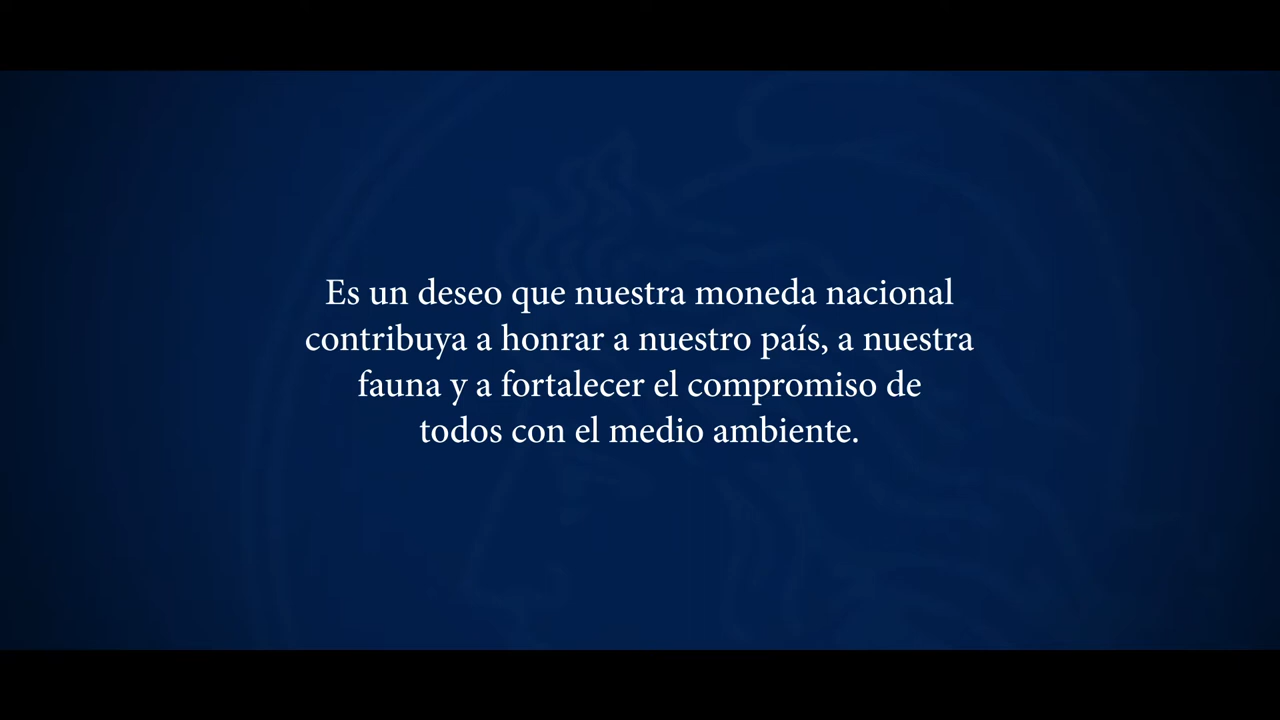 Es un deseo que nuestra moneda nacional
contribuya a honrar a nuestro país, a nuestra
fauna y a fortalecer el compromiso de
todos con el medio ambiente.